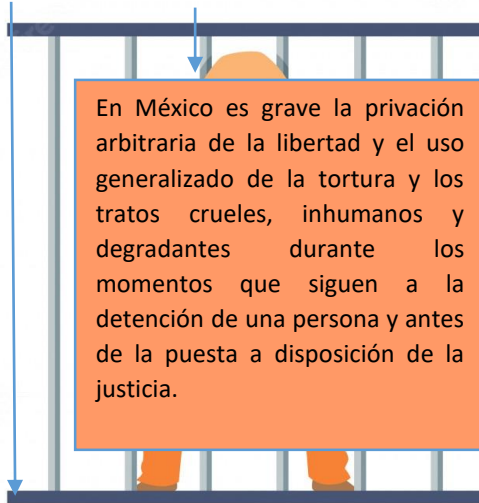 En México es grave la privación
arbitraria de la libertad y el uso
generalizado de la tortura y los
tratos crueles, inhumanos y
degradantes durante los
momentos que siguen a la
detención de una persona y antes
de la puesta a disposición de la
justicia.